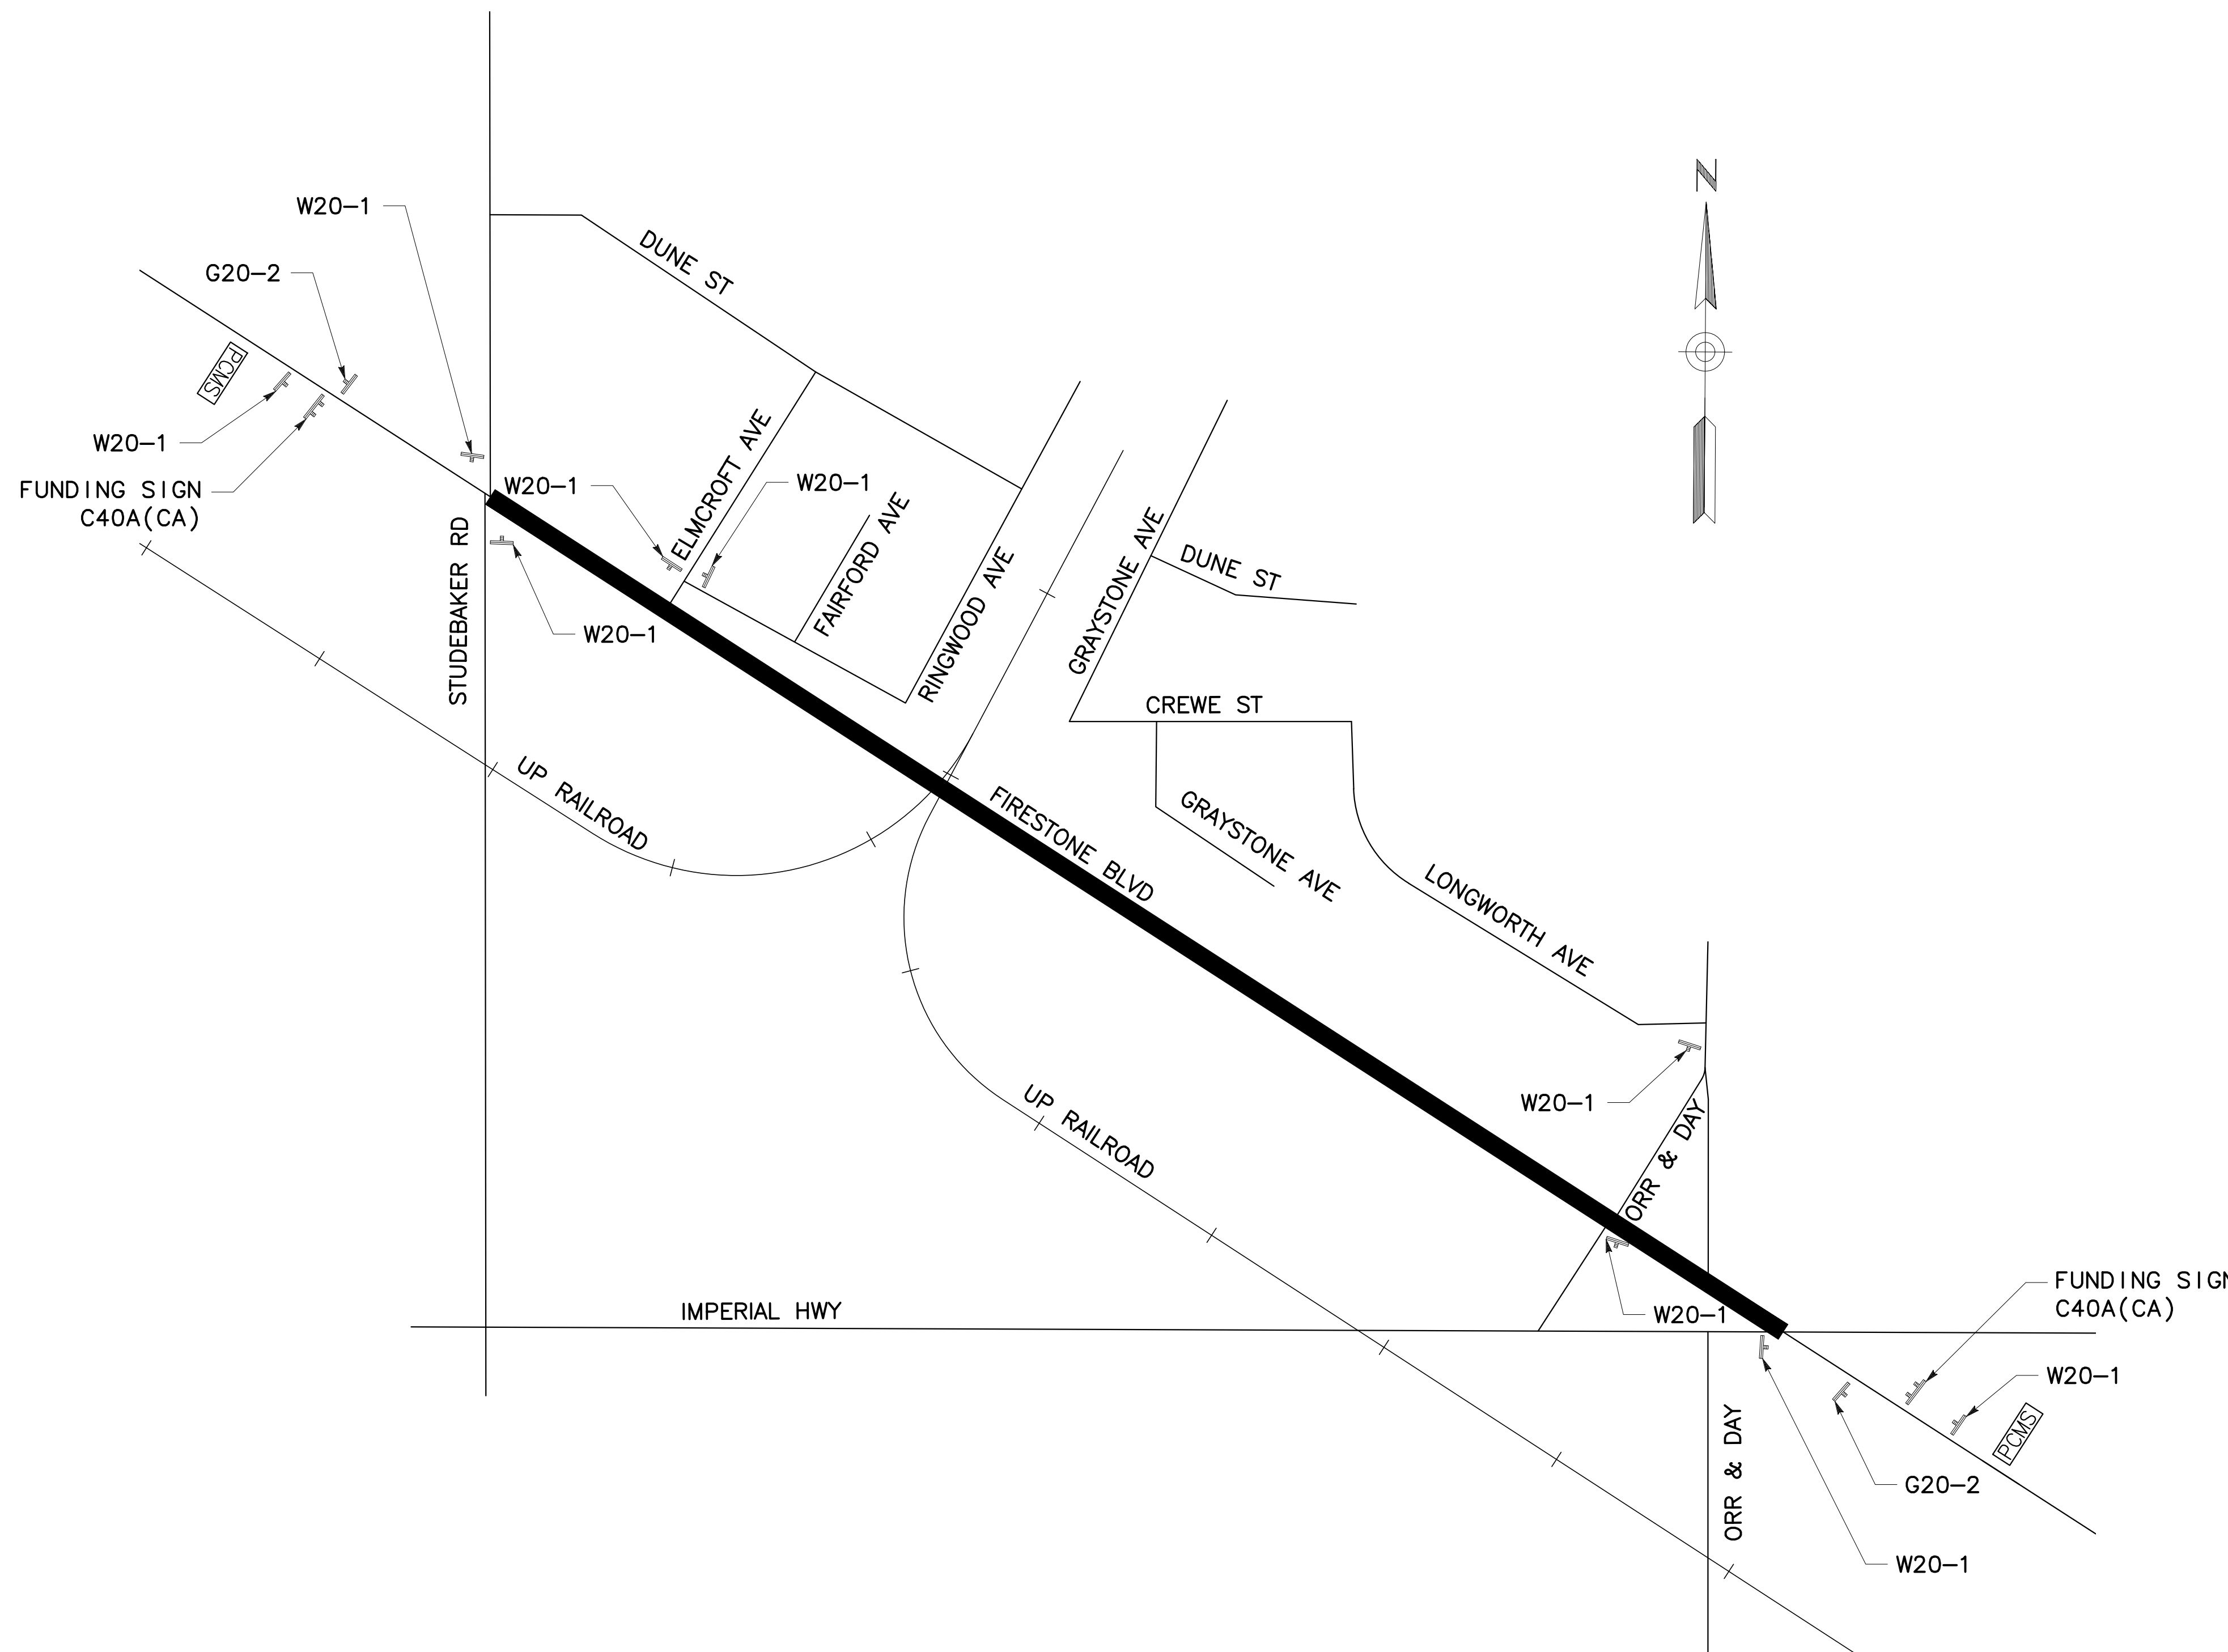 N
W20-1
DUNE ST
G20-2
PCMS
W20-1
FUNDING SIGN
C40A(CA)
W20-1
ELMCROFT AVE
W20-1
FAIRFORD AVE
STUDEBAKER RD
W20-1
RINGWOOD AVE
GRAYSTONE AVE
DUNE ST
CREWE ST
UP RAILROAD
FIRESTONE BLVD
GRAYSTONE AVE
LONGWORTH AVE
UP RAILROAD
W20-1
ORR & DAY
IMPERIAL HWY
W20-1
FUNDING SIGN
C40A(CA)
W20-1
PCMS
ORR & DAY
G20-2
W20-1